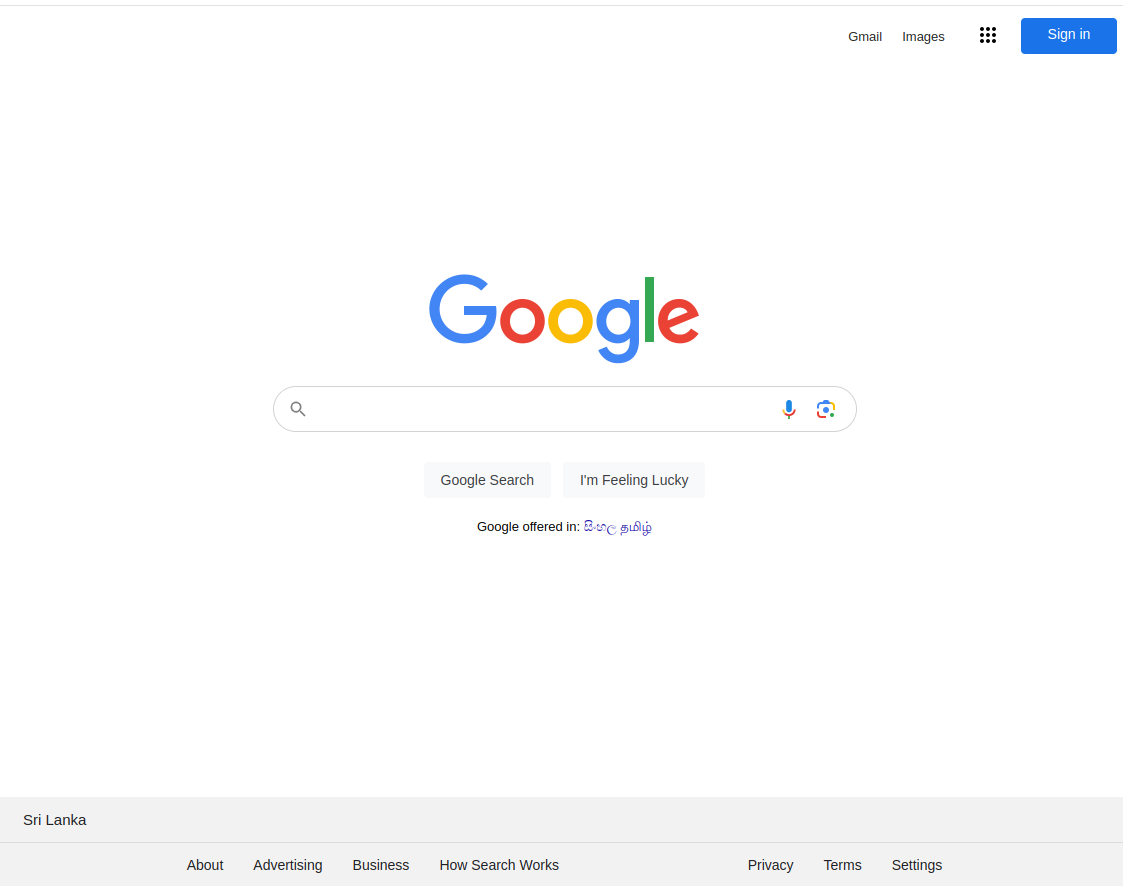 Gmail Images Sign in
Google
Google Search I'm Feeling Lucky
Google offered in: සිංහල தமிழ்
Sri Lanka
About Advertising Business How Search Works Privacy Terms Settings